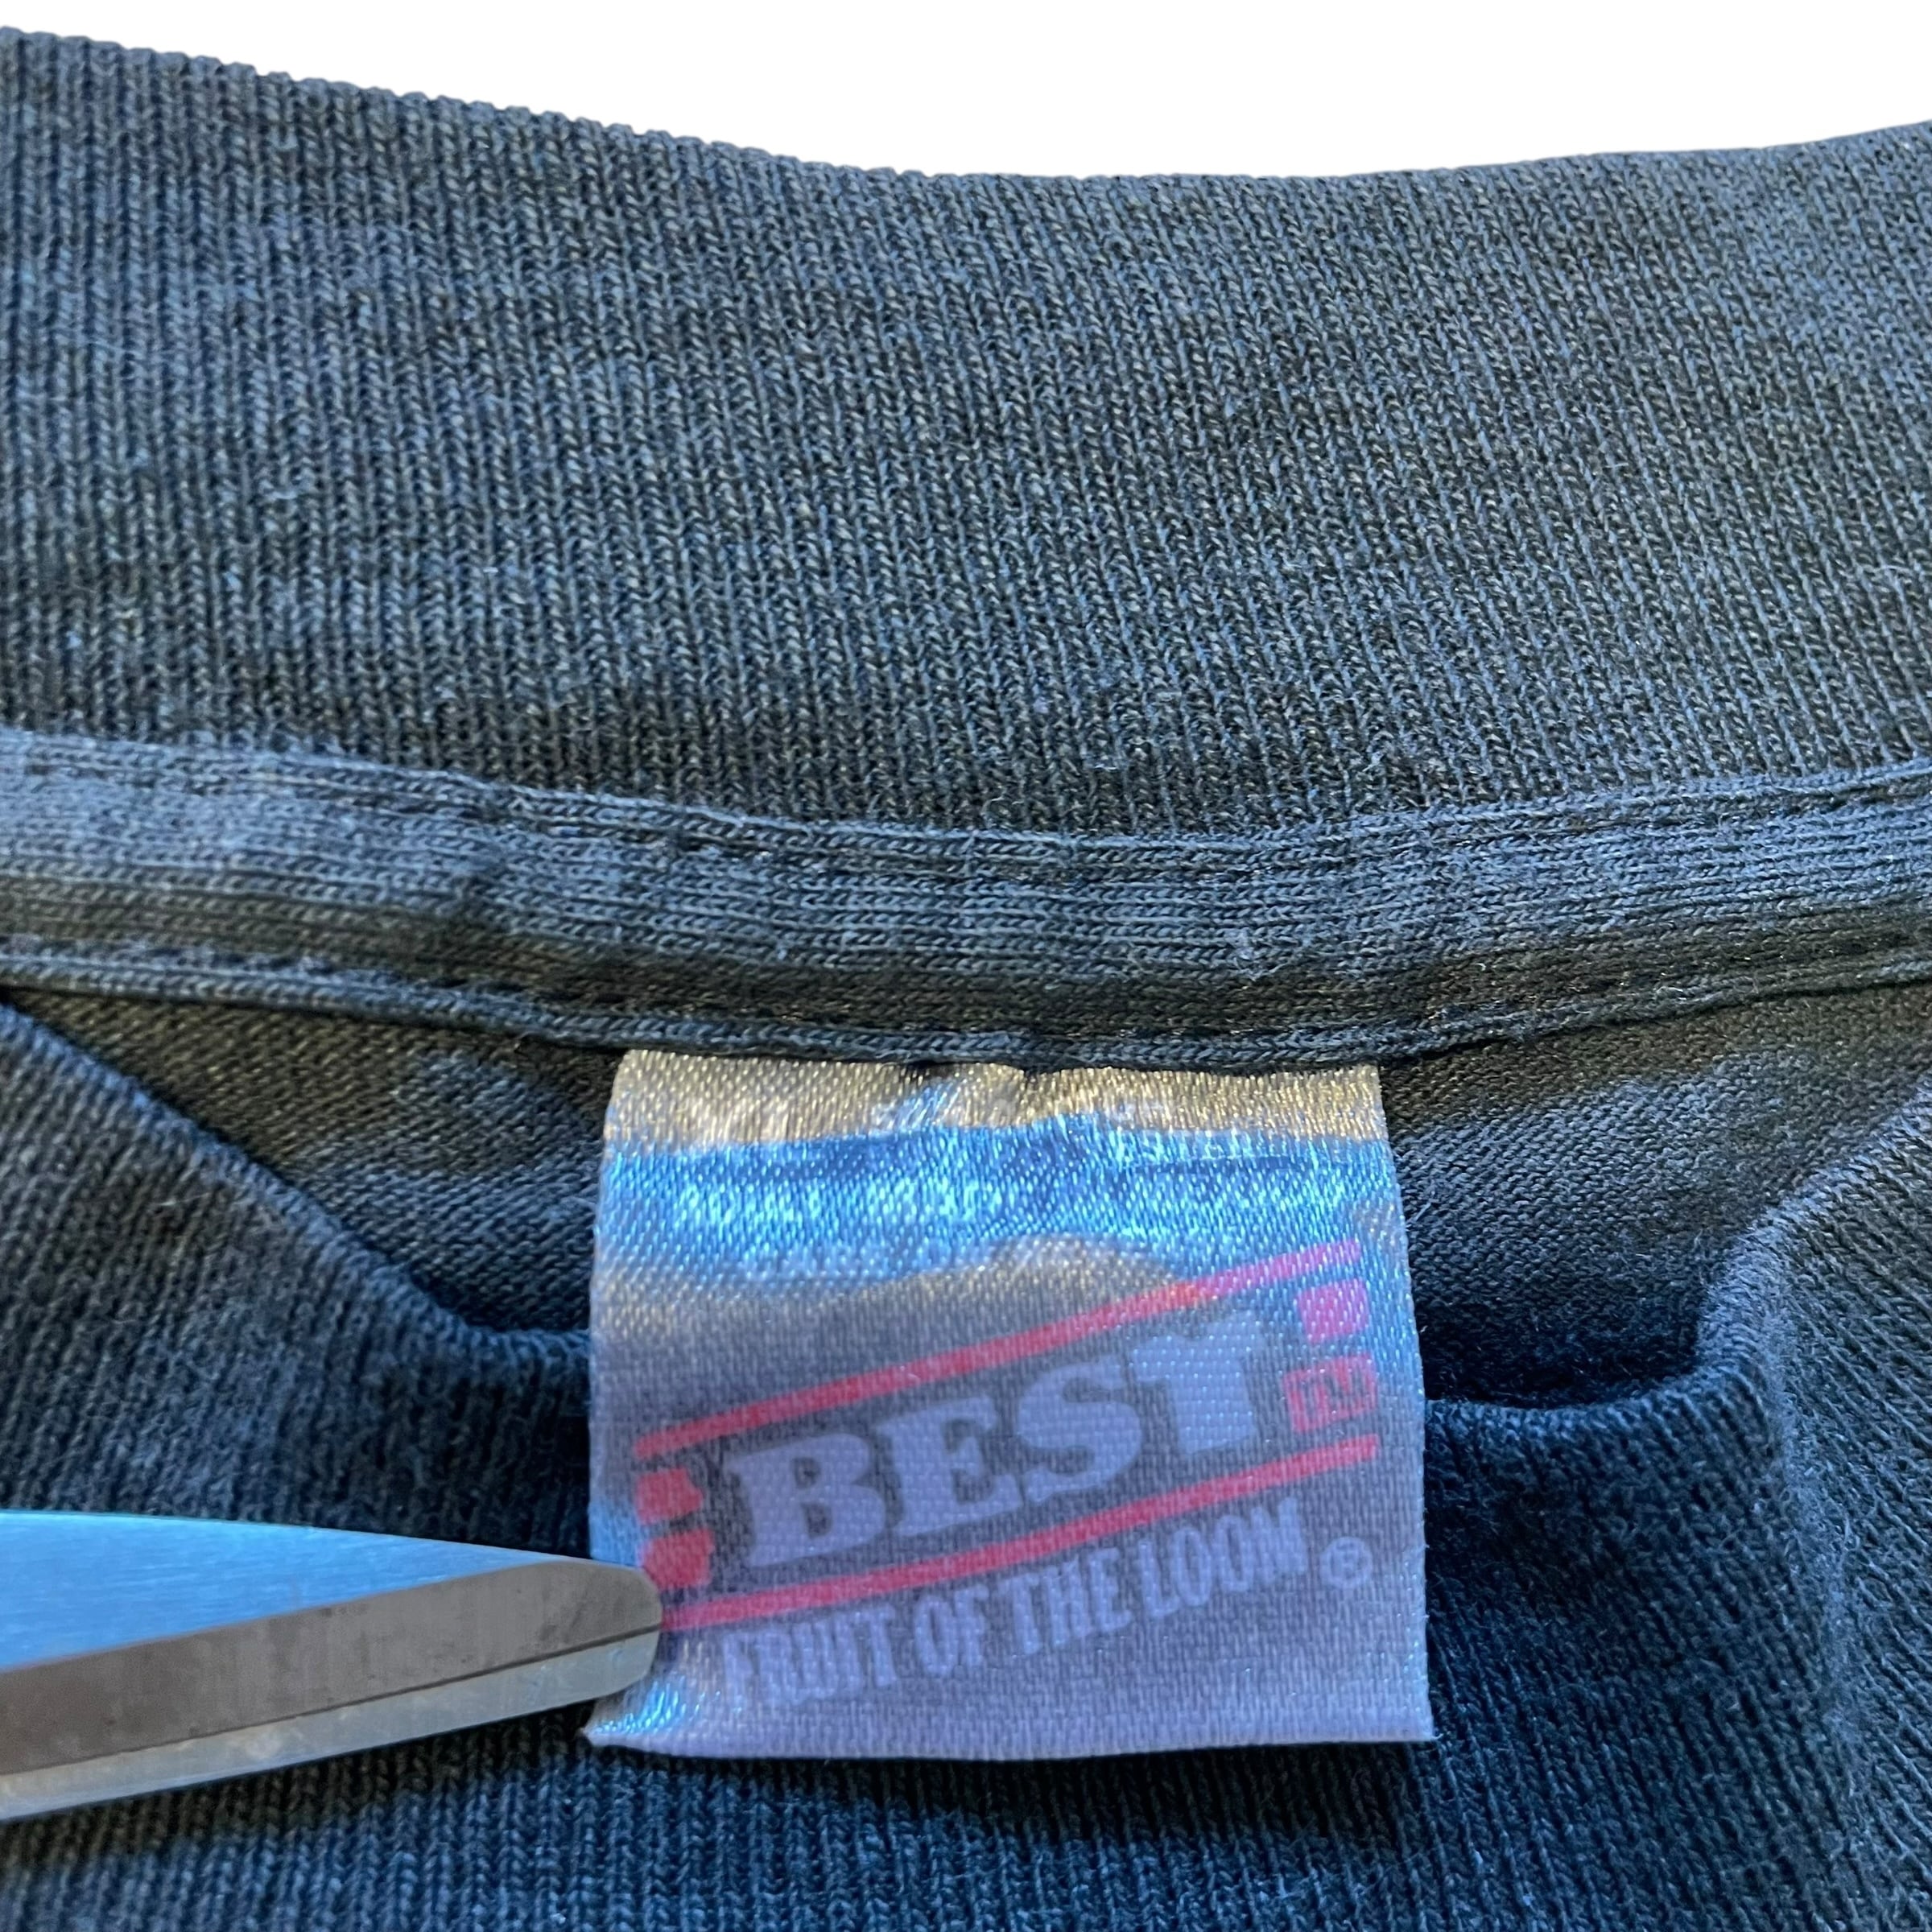 BEST
FRUIT OF THE LOOM ®